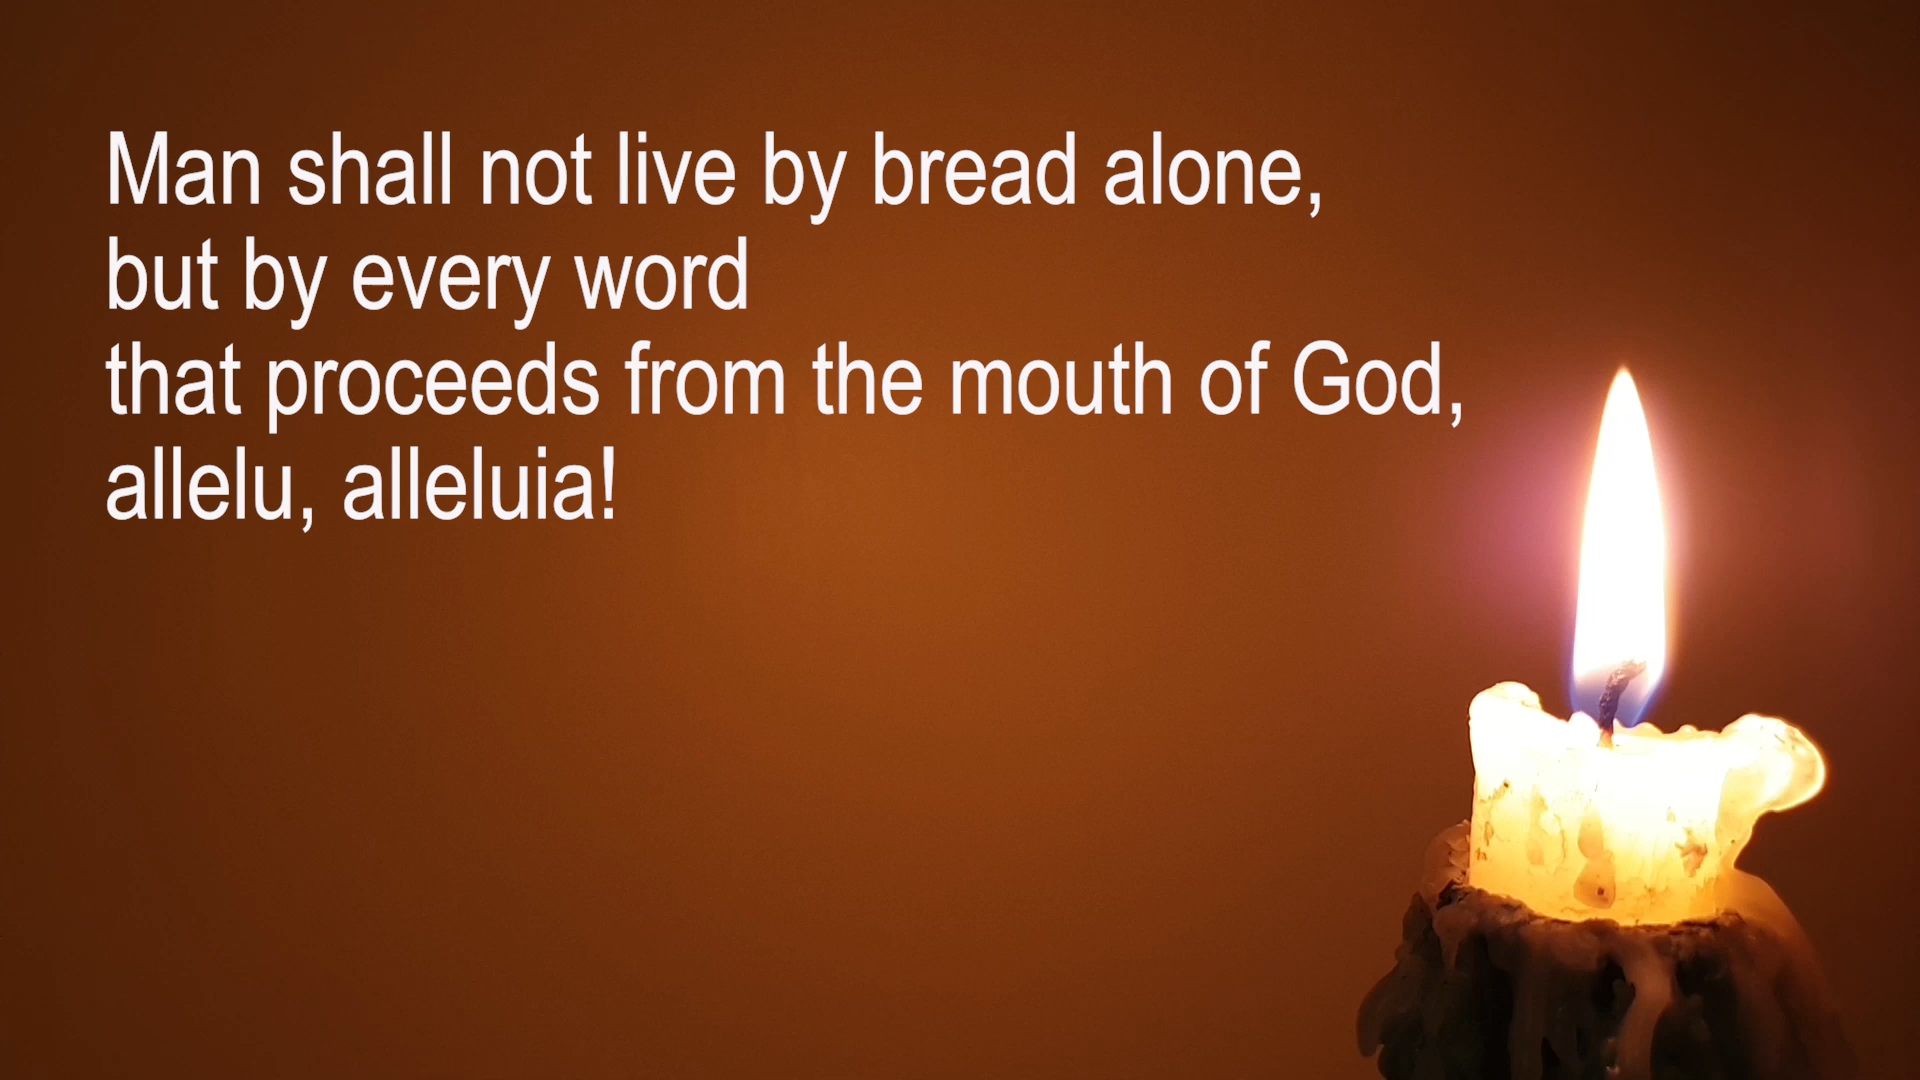 Man shall not live by bread alone,
but by every word
that proceeds from the mouth of God,
allelu, alleluia!